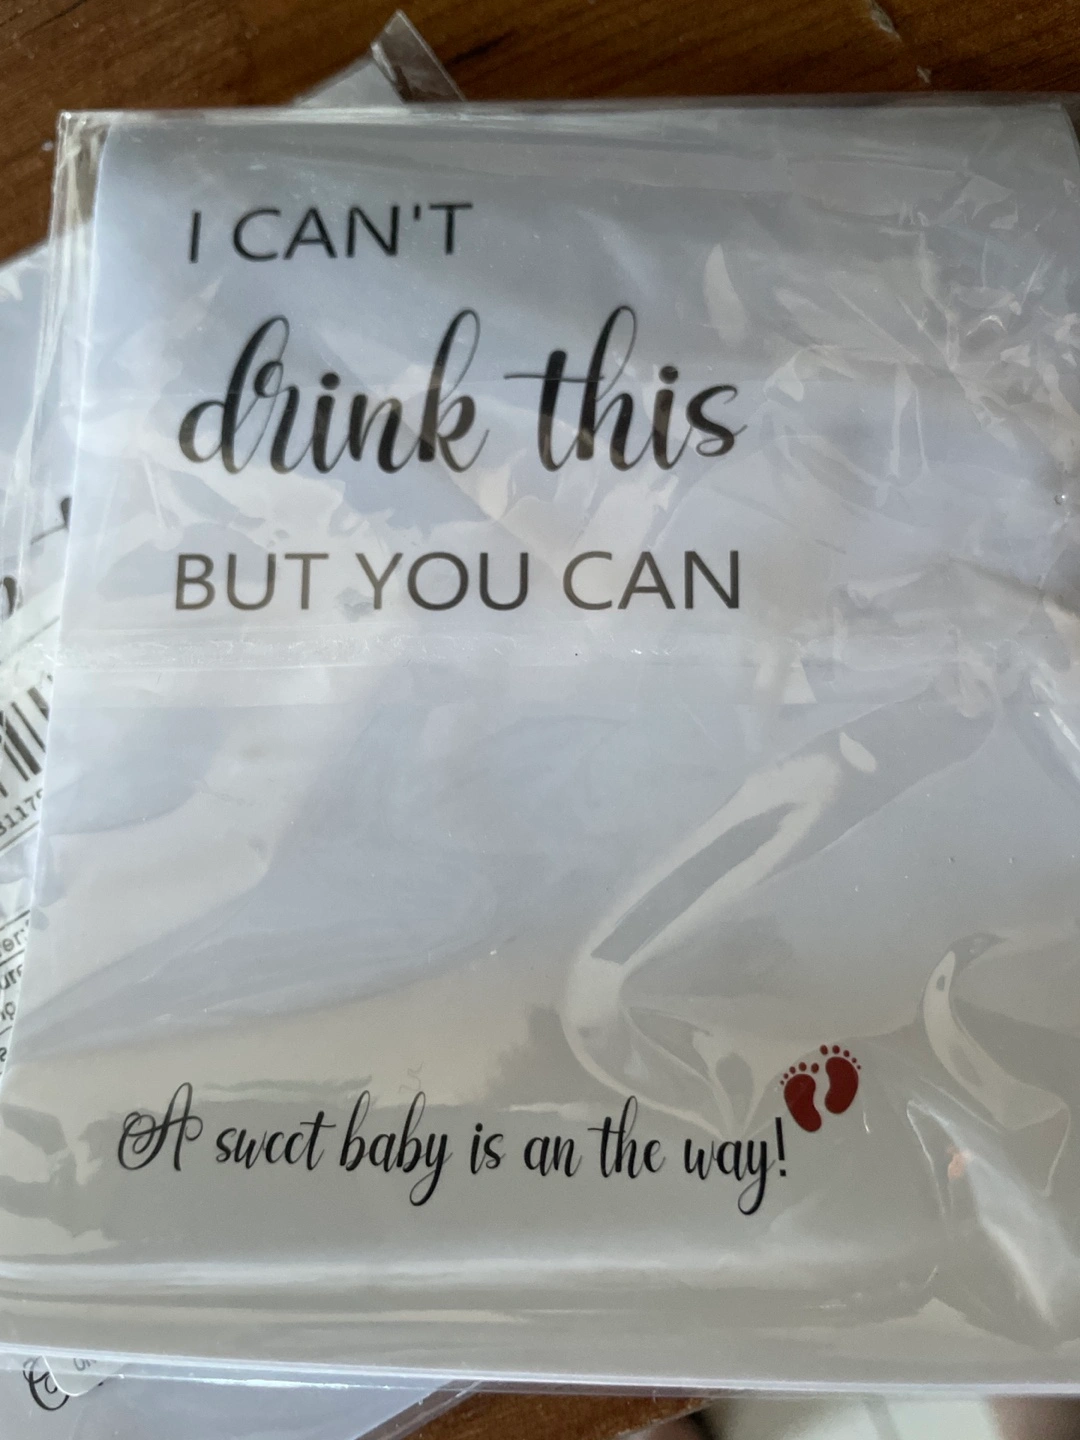 I CAN'T
drink this
BUT YOU CAN
A sweet baby is an the way!